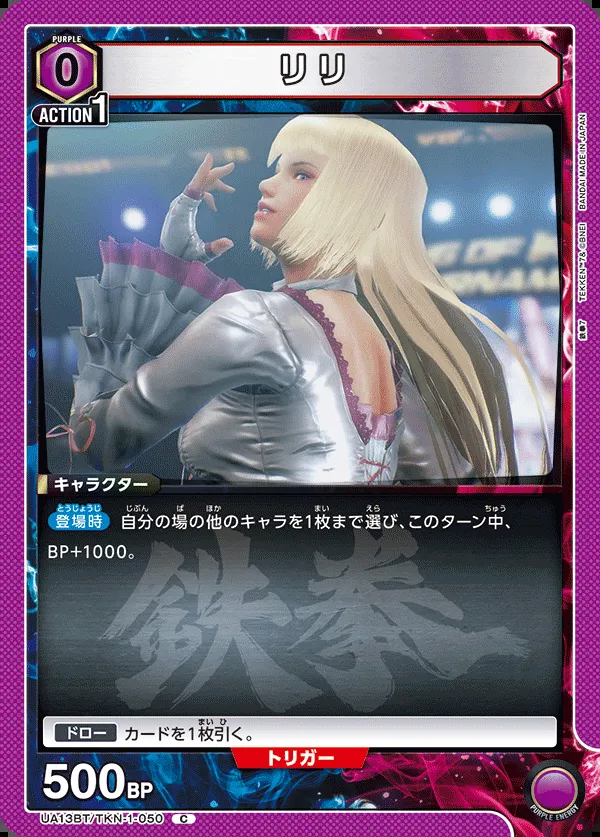 PURPLE
0
リリ
ACTION1
TEKKEN™7& ©BNEI BANDAI MADE IN JAPAN
キャラクター
登場時 自分の場の他のキャラを1枚まで選び、このターン中、
BP+1000。
鉄拳
ドロー カードを1枚引く。
トリガー
500BP
PURPLE ENERGY
UA13BT/TKN-1-050 C